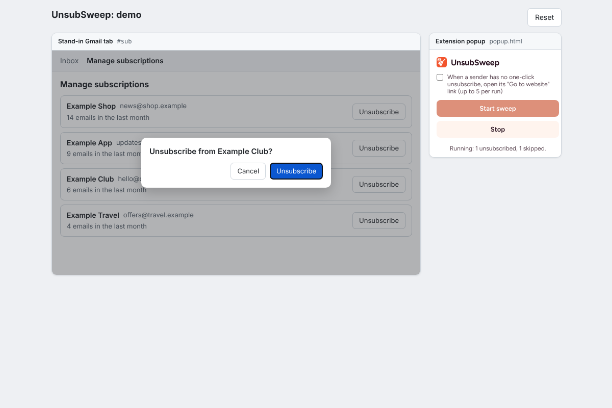 UnsubSweep: demo
Reset
Stand-in Gmail tab #sub
Inbox Manage subscriptions
Manage subscriptions
Example Shop news@shop.example
14 emails in the last month
Unsubscribe
Example App updates
9 emails in the last mon
Unsubscribe
Unsubscribe from Example Club?
Cancel Unsubscribe
Example Club hello@
6 emails in the last month
Unsubscribe
Example Travel offers@travel.example
4 emails in the last month
Unsubscribe
Extension popup popup.html
UnsubSweep
When a sender has no one-click
unsubscribe, open its "Go to website"
link (up to 5 per run)
Start sweep
Stop
Running: 1 unsubscribed, 1 skipped.